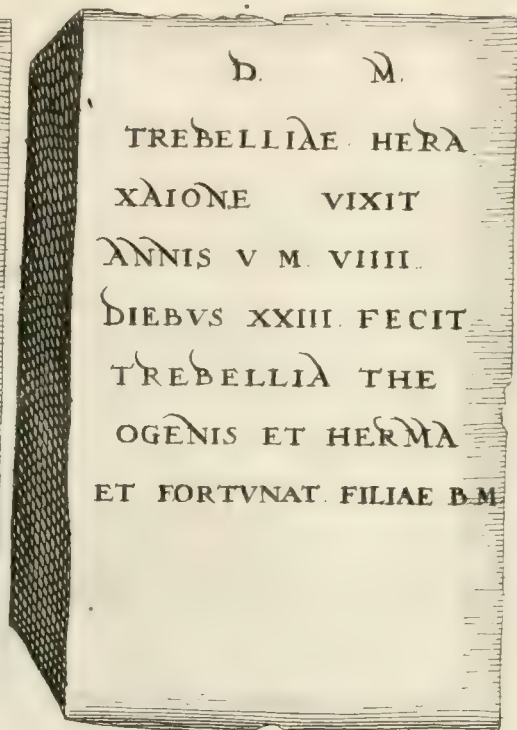 D. M.
TREBELLIAE HERA
XAIONE VIXIT
ANNIS V M. VIIII.
DIEBVS XXIII. FECIT
TREBELLIA THE
OGENIS ET HERMA
ET FORTVNAT. FILIAE B.M